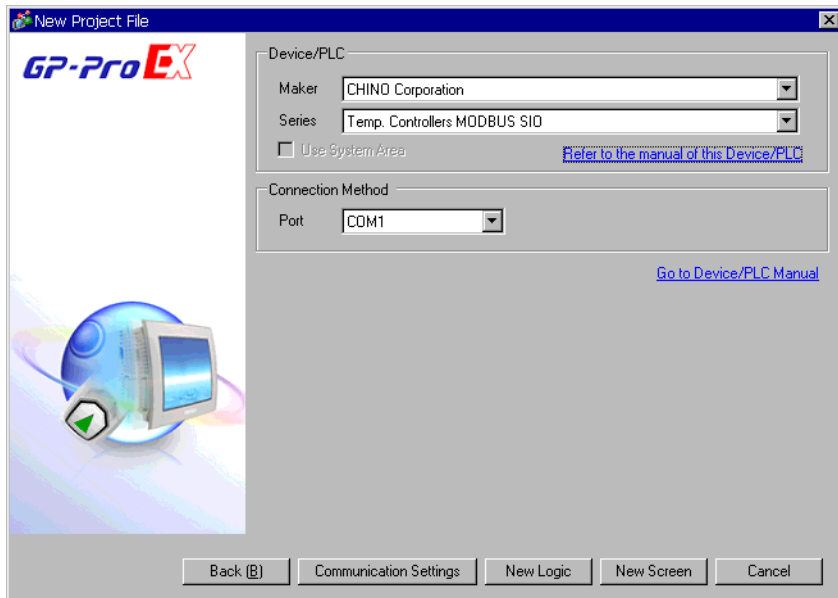 New Project File
GP-Pro EX
Device/PLC
Maker CHINO Corporation
Series Temp. Controllers MODBUS SIO
Use System Area Refer to the manual of this Device/PLC
Connection Method
Port COM1
Go to Device/PLC Manual
Back (B) Communication Settings New Logic New Screen Cancel